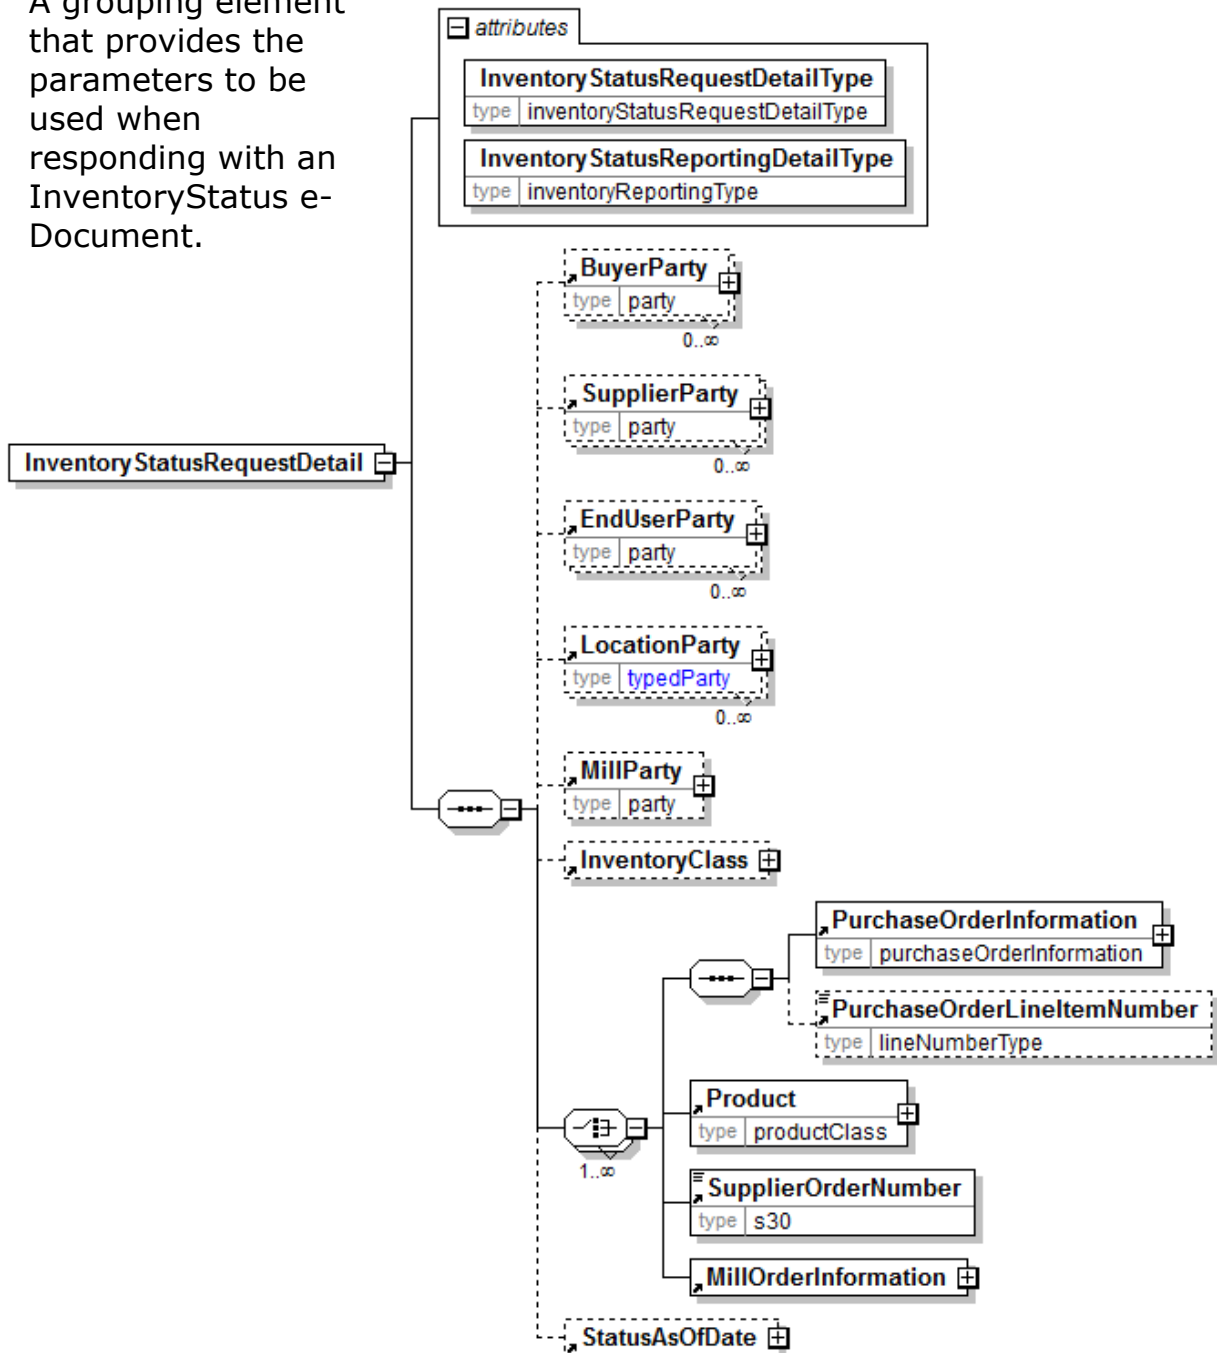 A grouping element
that provides the
parameters to be
used when
responding with an
InventoryStatus e-
Document.
attributes
InventoryStatusRequestDetailType
type inventoryStatusRequestDetailType
InventoryStatusReportingDetailType
type inventoryReportingType
BuyerParty
type party
0..∞
SupplierParty
type party
0..∞
InventoryStatusRequestDetail
EndUserParty
type party
0..∞
LocationParty
type typedParty
0..∞
MillParty
type party
InventoryClass
PurchaseOrderInformation
type purchaseOrderInformation
PurchaseOrderLineItemNumber
type lineNumberType
Product
type productClass
1..∞
SupplierOrderNumber
type s30
MillOrderInformation
StatusAsOfDate